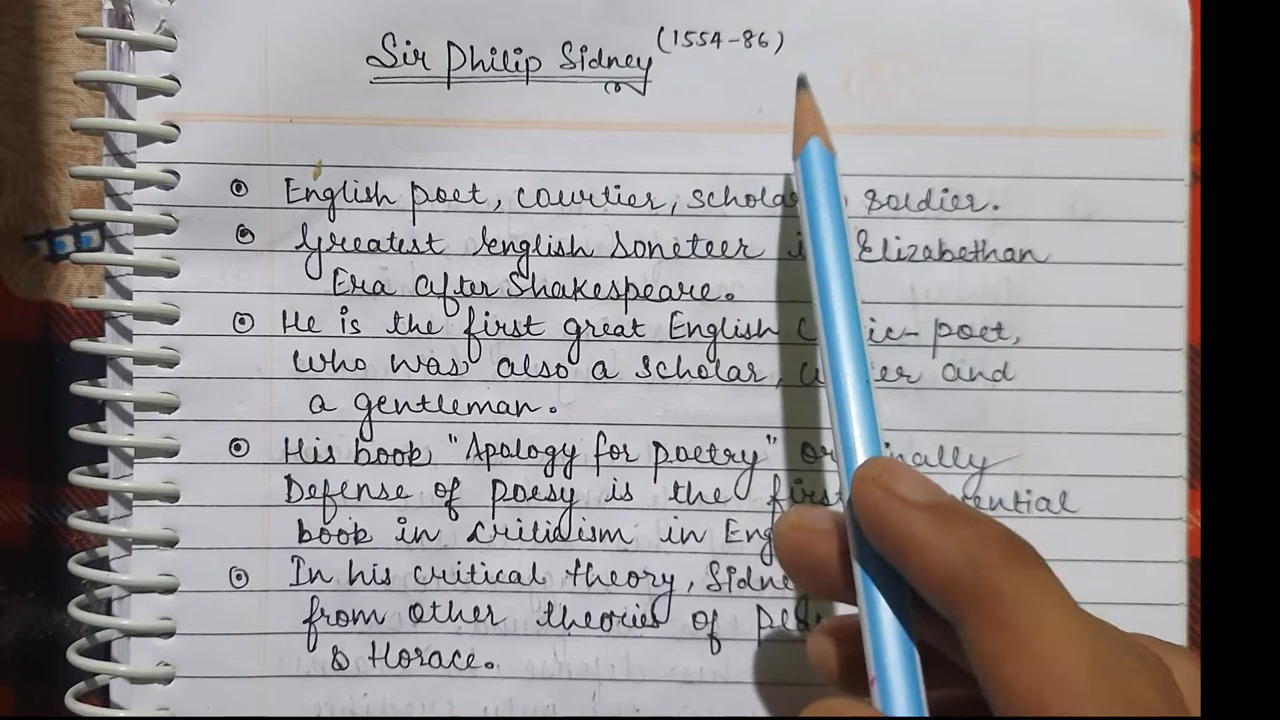 Sir Philip Sidney (1554-86)
English poet, courtier, scholar, soldier.
Greatest English Soneteer Elizabethan
Era after Shakespeare.
He is the first great English poet,
who was also a scholar, and
a gentleman.
His book "Apology for poetry"
Defense of poesy is the
book in criticism in
In his critical theory,
from other theories of
& Horace.